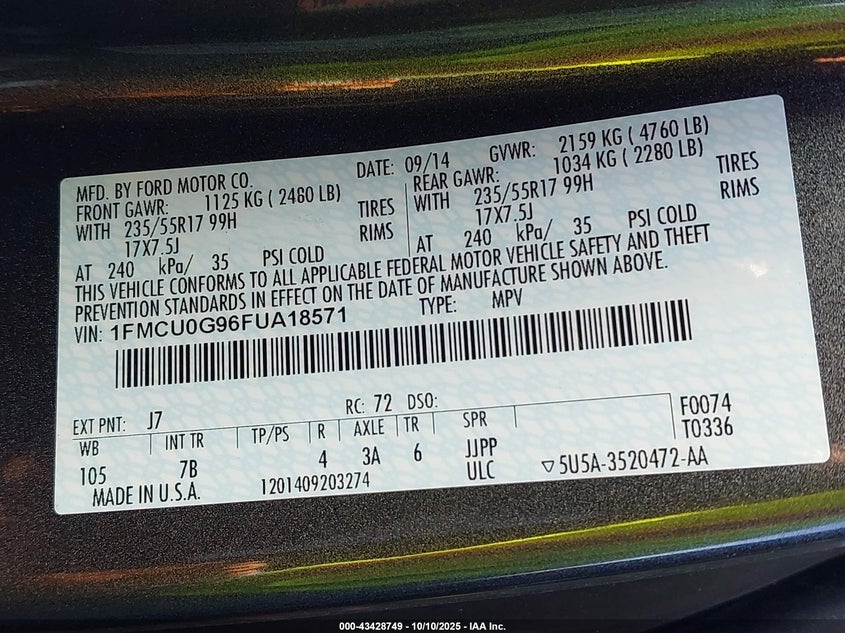 MFD. BY FORD MOTOR CO. DATE: 09/14 GVWR: 2159 KG ( 4760 LB)
FRONT GAWR: 1125 KG ( 2480 LB) REAR GAWR: 1034 KG ( 2280 LB)
WITH 235/55R17 99H TIRES WITH 235/55R17 99H TIRES
17X7.5J RIMS 17X7.5J RIMS
AT 240 kPa/ 35 PSI COLD AT 240 kPa/ 35 PSI COLD
THIS VEHICLE CONFORMS TO ALL APPLICABLE FEDERAL MOTOR VEHICLE SAFETY AND THEFT
PREVENTION STANDARDS IN EFFECT ON THE DATE OF MANUFACTURE SHOWN ABOVE.
VIN: 1FMCU0G96FUA18571 TYPE: MPV
EXT PNT: J7 RC: 72 DSO: F0074
WB INT TR TP/PS R AXLE TR SPR T0336
105 7B 4 3A 6 JJPP
MADE IN U.S.A. 1201409203274 ULC ▽5U5A-3520472-AA
000-43428749 - 10/10/2025 - IAA Inc.